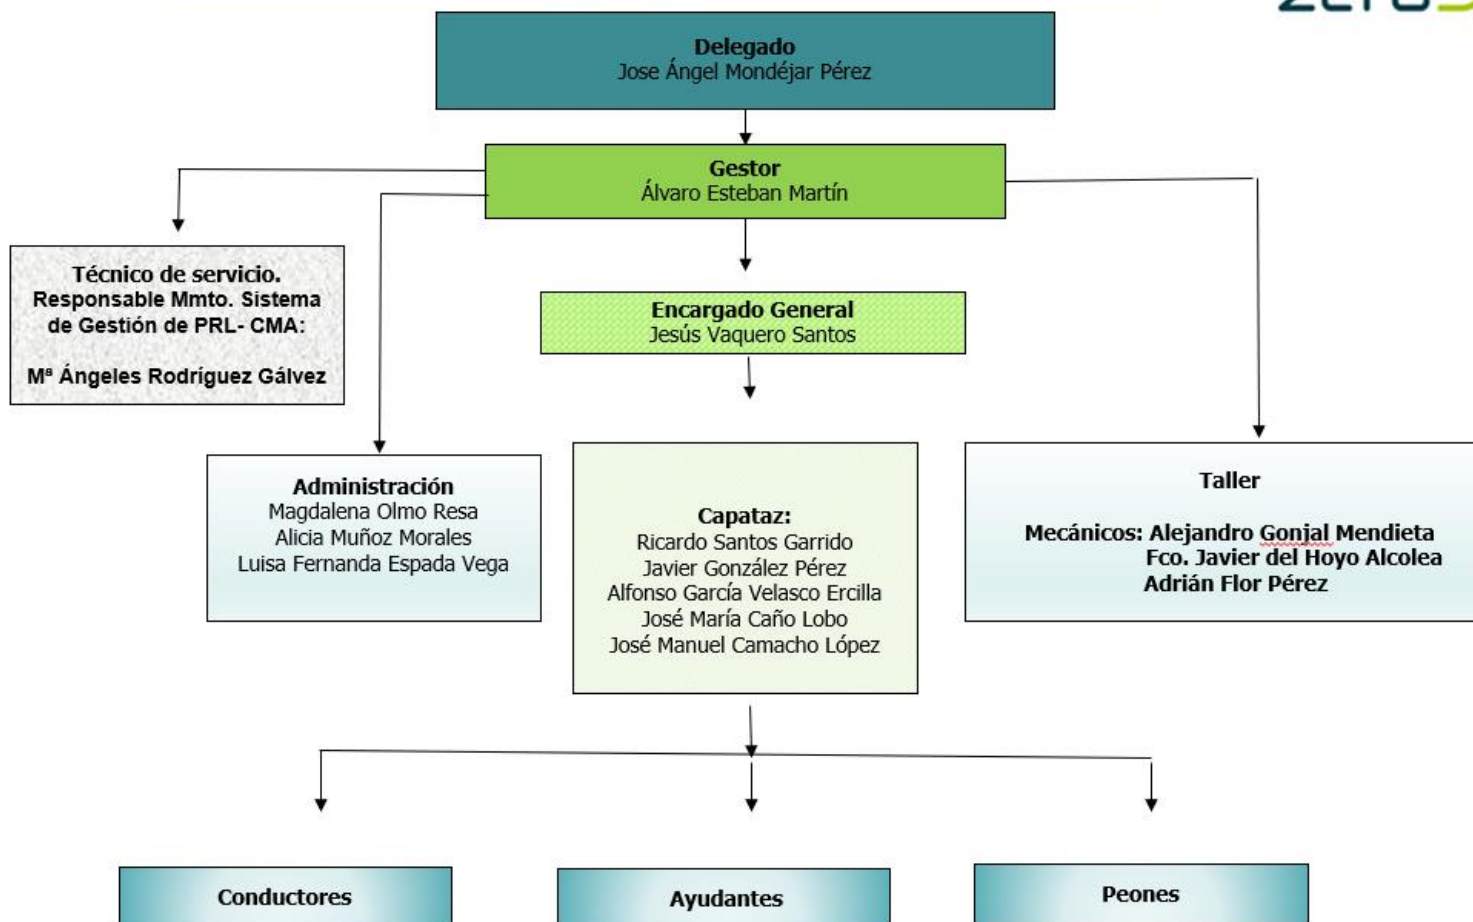 Delegado
Jose Ángel Mondéjar Pérez
Gestor
Álvaro Esteban Martín
Técnico de servicio.
Responsable Mmto. Sistema
de Gestión de PRL- CMA:
Mª Ángeles Rodríguez Gálvez
Encargado General
Jesús Vaquero Santos
Administración
Magdalena Olmo Resa
Alicia Muñoz Morales
Luisa Fernanda Espada Vega
Capataz:
Ricardo Santos Garrido
Javier González Pérez
Alfonso García Velasco Ercilla
José María Caño Lobo
José Manuel Camacho López
Taller
Mecánicos: Alejandro Gonjal Mendieta
Fco. Javier del Hoyo Alcolea
Adrián Flor Pérez
Conductores
Ayudantes
Peones